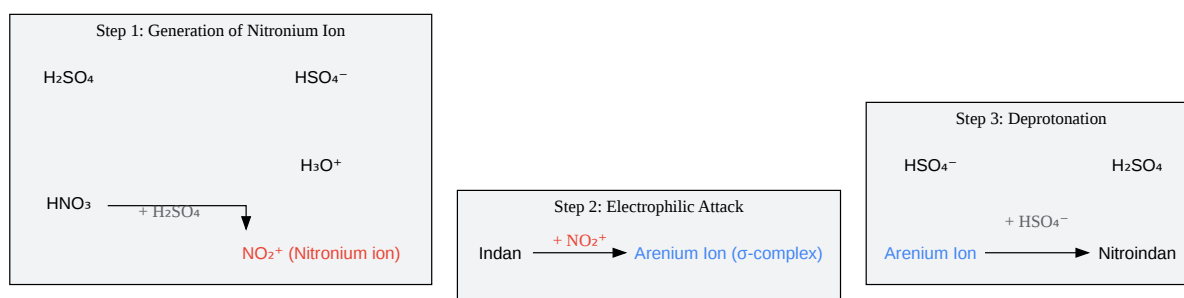 Step 1: Generation of Nitronium Ion
H₂SO₄
HSO₄⁻
H₃O⁺
HNO₃
+ H₂SO₄
NO₂⁺ (Nitronium ion)
Step 2: Electrophilic Attack
Indan
+ NO₂⁺
Arenium Ion (σ-complex)
Step 3: Deprotonation
HSO₄⁻
H₂SO₄
+ HSO₄⁻
Arenium Ion
Nitroindan